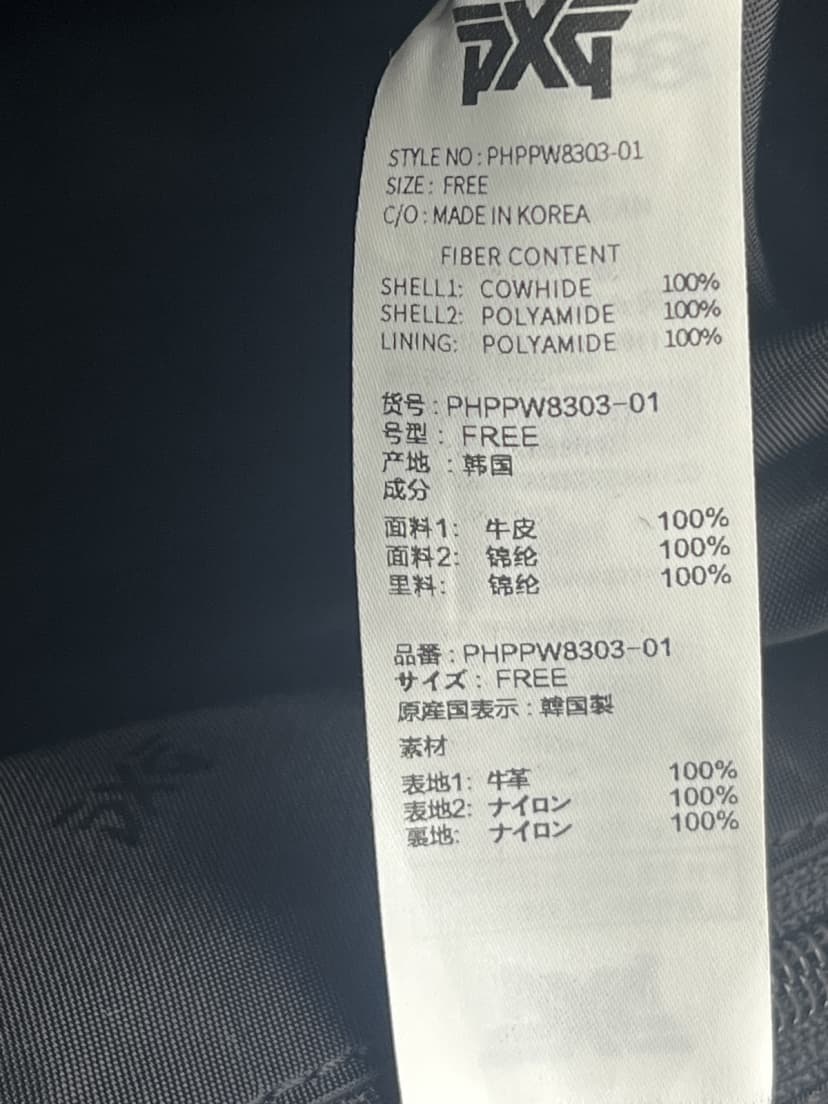 PXG
STYLE NO : PHPPW8303-01
SIZE : FREE
C/O : MADE IN KOREA
FIBER CONTENT
SHELL1: COWHIDE 100%
SHELL2: POLYAMIDE 100%
LINING: POLYAMIDE 100%
货号 : PHPPW8303-01
号型 : FREE
产地 : 韩国
成分
面料1: 牛皮 100%
面料2: 锦纶 100%
里料: 锦纶 100%
品番 : PHPPW8303-01
サイズ : FREE
原産国表示 : 韓国製
素材
表地1: 牛革 100%
表地2: ナイロン 100%
裏地: ナイロン 100%
PXG